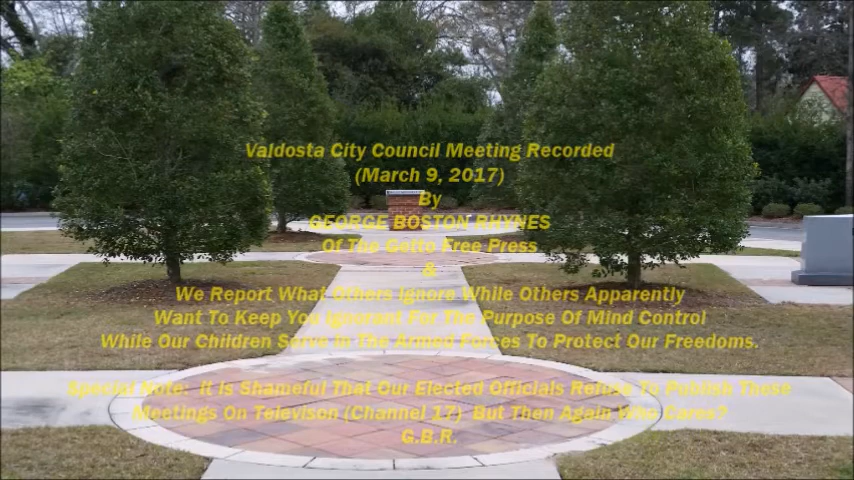 Valdosta City Council Meeting Recorded
(March 9, 2017)
By
GEORGE BOSTON RHYNES
Of The Getto Free Press
&
We Report What Others Ignore While Others Apparently
Want To Keep You Ignorant For The Purpose Of Mind Control
While Our Children Serve In The Armed Forces To Protect Our Freedoms.
Special Note: It Is Shameful That Our Elected Officials Refuse To Publish These
Meetings On Televison (Channel 17) But Then Again Who Cares?
G.B.R.